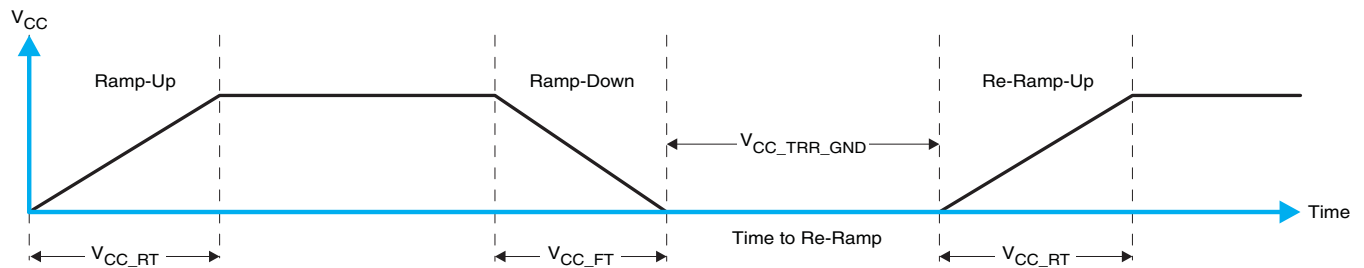 VCC
Ramp-Up
Ramp-Down
Re-Ramp-Up
VCC_TRR_GND
Time
Time to Re-Ramp
VCC_RT
VCC_FT
VCC_RT